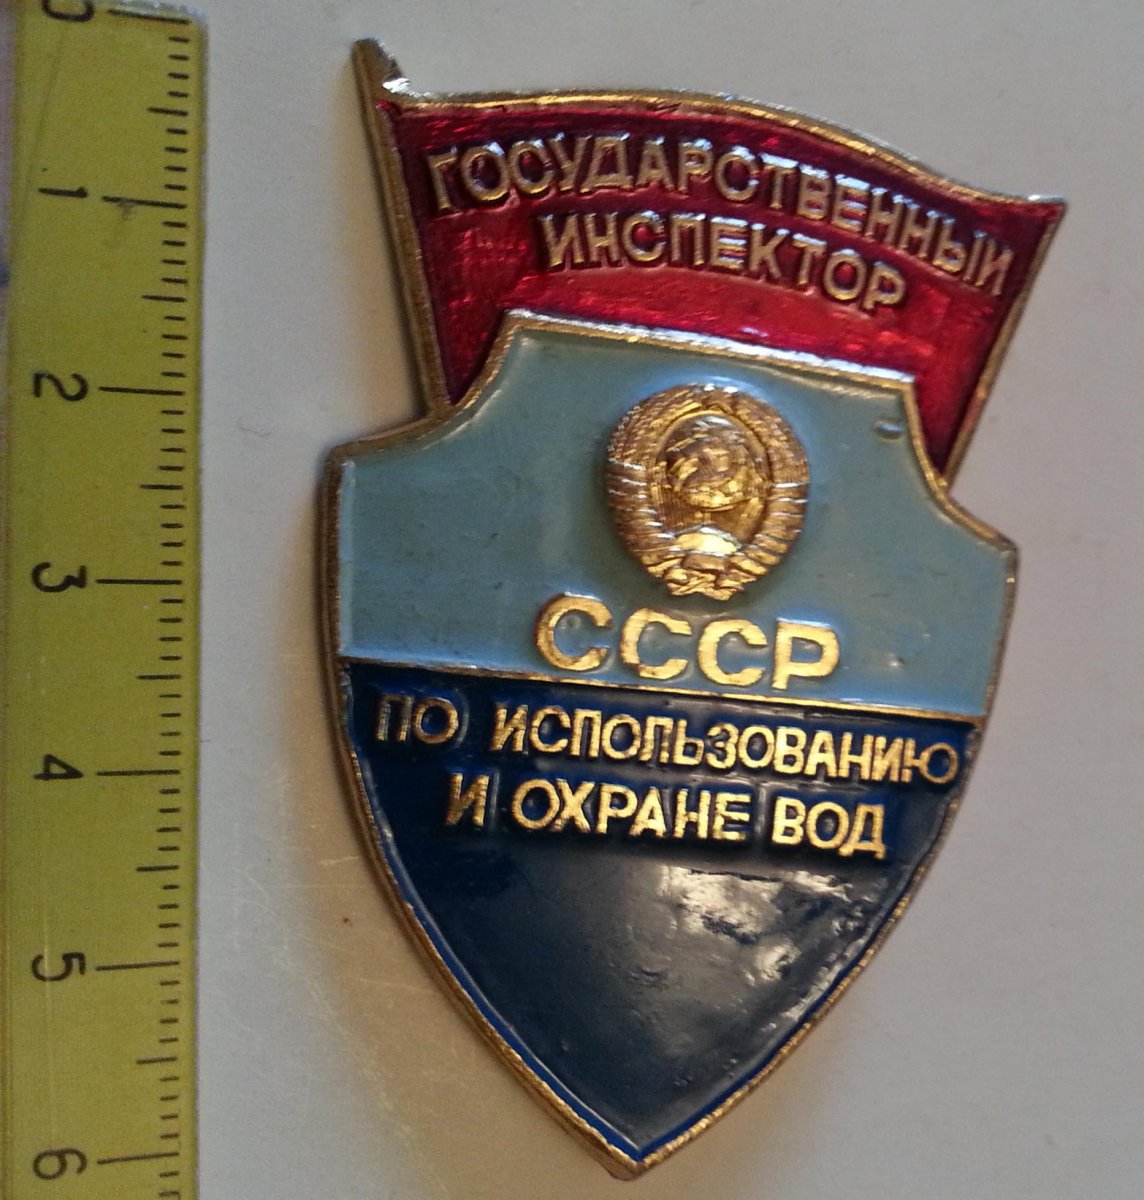 ГОСУДАРСТВЕННЫЙ
ИНСПЕКТОР
СССР
ПО ИСПОЛЬЗОВАНИЮ
И ОХРАНЕ ВОД
0
1
2
3
4
5
6